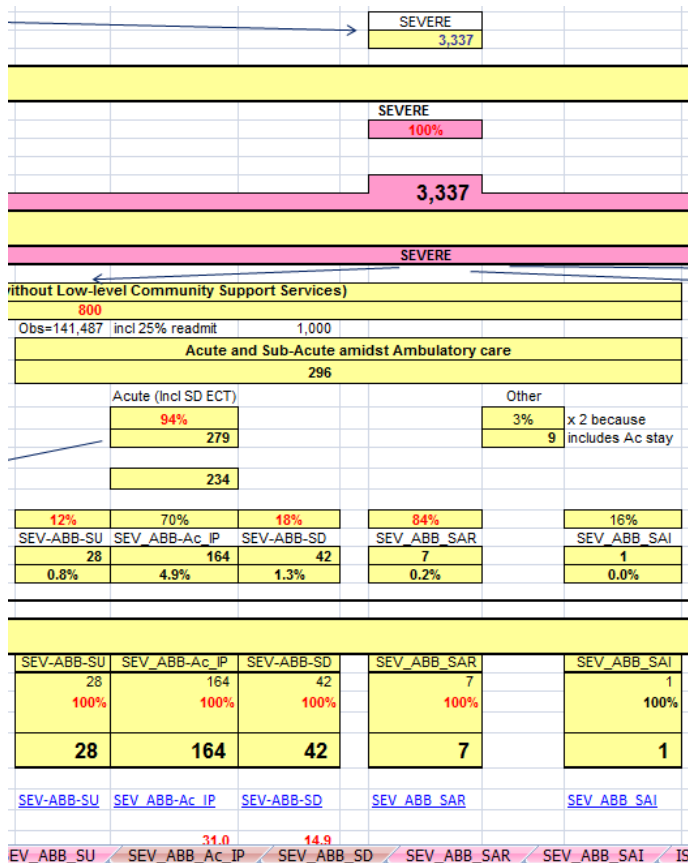 SEVERE
3,337
SEVERE
100%
3,337
SEVERE
ithout Low-level Community Support Services)
800
Obs=141,487 incl 25% readmit 1,000
Acute and Sub-Acute amidst Ambulatory care
296
Acute (Incl SD ECT) Other
94% 3% x 2 because
279 9 includes Ac stay
234
12% 70% 18% 84% 16%
SEV-ABB-SU SEV_ABB-Ac_IP SEV-ABB-SD SEV_ABB_SAR SEV_ABB_SAI
28 164 42 7 1
0.8% 4.9% 1.3% 0.2% 0.0%
SEV-ABB-SU SEV_ABB-Ac_IP SEV-ABB-SD SEV_ABB_SAR SEV_ABB_SAI
28 164 42 7 1
100% 100% 100% 100% 100%
28 164 42 7 1
SEV-ABB-SU SEV_ABB-Ac_IP SEV-ABB-SD SEV_ABB_SAR SEV_ABB_SAI
31.0 14.9
EV_ABB_SU SEV_ABB_Ac_IP SEV_ABB_SD SEV_ABB_SAR SEV_ABB_SAI IS